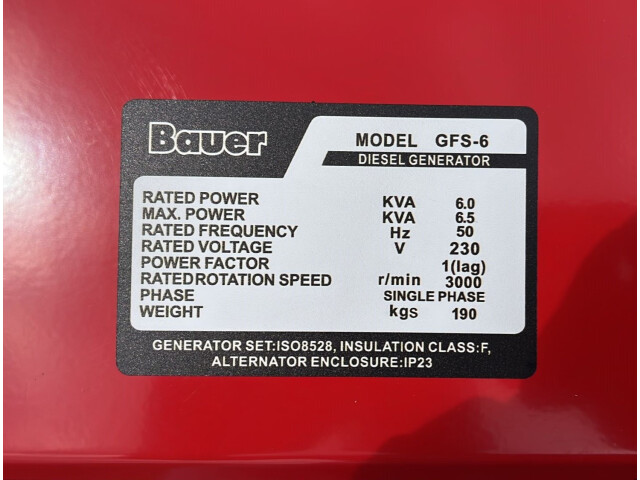 Bauer
MODEL GFS-6
DIESEL GENERATOR
RATED POWER KVA 6.0
MAX. POWER KVA 6.5
RATED FREQUENCY Hz 50
RATED VOLTAGE V 230
POWER FACTOR 1(lag)
RATEDROTATION SPEED r/min 3000
PHASE SINGLE PHASE
WEIGHT kgs 190
GENERATOR SET:ISO8528, INSULATION CLASS:F,
ALTERNATOR ENCLOSURE:IP23